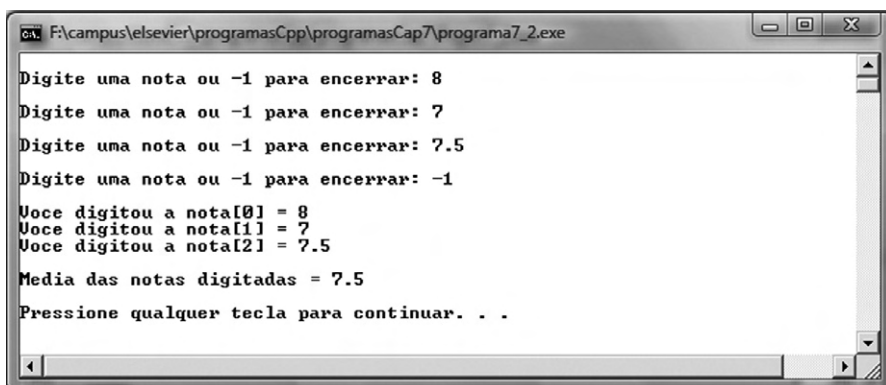 F:\campus\elsevier\programasCpp\programasCap7\programa7_2.exe
Digite uma nota ou -1 para encerrar: 8
Digite uma nota ou -1 para encerrar: 7
Digite uma nota ou -1 para encerrar: 7.5
Digite uma nota ou -1 para encerrar: -1
Voce digitou a nota[0] = 8
Voce digitou a nota[1] = 7
Voce digitou a nota[2] = 7.5
Media das notas digitadas = 7.5
Pressione qualquer tecla para continuar. . .